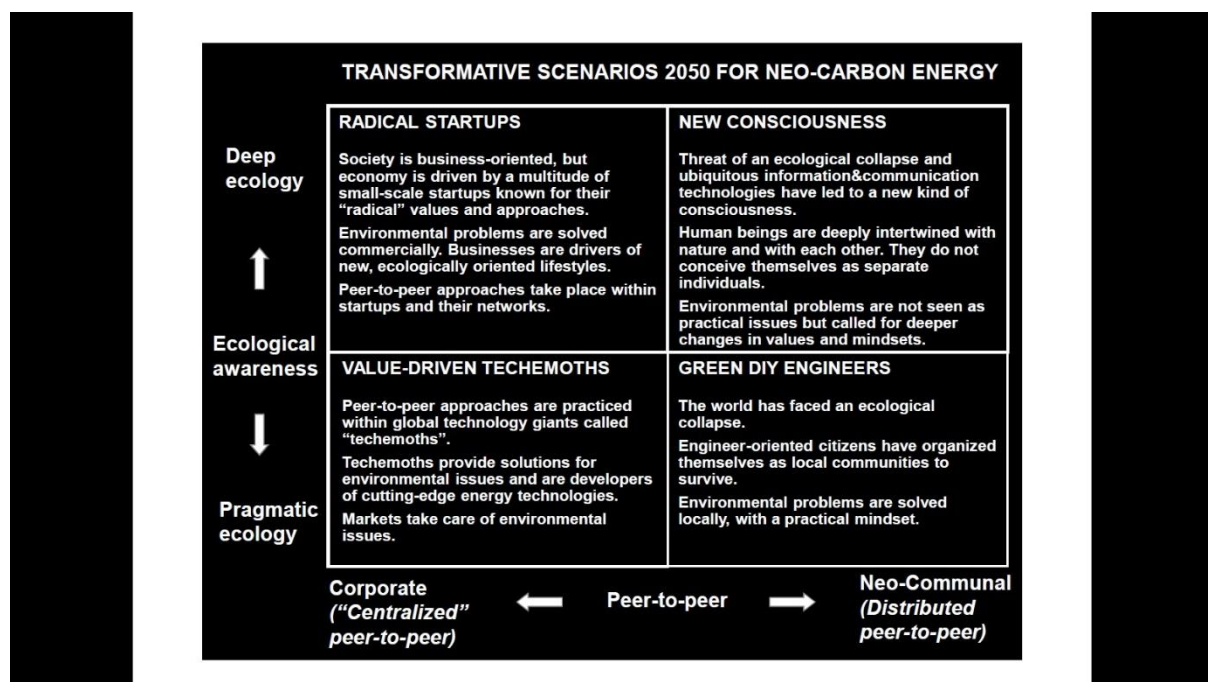 TRANSFORMATIVE SCENARIOS 2050 FOR NEO-CARBON ENERGY
Deep
ecology
Ecological
awareness
Pragmatic
ecology
RADICAL STARTUPS
Society is business-oriented, but
economy is driven by a multitude of
small-scale startups known for their
“radical” values and approaches.
Environmental problems are solved
commercially. Businesses are drivers of
new, ecologically oriented lifestyles.
Peer-to-peer approaches take place within
startups and their networks.
NEW CONSCIOUSNESS
Threat of an ecological collapse and
ubiquitous information&communication
technologies have led to a new kind of
consciousness.
Human beings are deeply intertwined with
nature and with each other. They do not
conceive themselves as separate
individuals.
Environmental problems are not seen as
practical issues but called for deeper
changes in values and mindsets.
VALUE-DRIVEN TECHEMOTHS
Peer-to-peer approaches are practiced
within global technology giants called
“techemoths”.
Techemoths provide solutions for
environmental issues and are developers
of cutting-edge energy technologies.
Markets take care of environmental
issues.
GREEN DIY ENGINEERS
The world has faced an ecological
collapse.
Engineer-oriented citizens have organized
themselves as local communities to
survive.
Environmental problems are solved
locally, with a practical mindset.
Corporate
(“Centralized”
peer-to-peer)
Peer-to-peer
Neo-Communal
(Distributed
peer-to-peer)